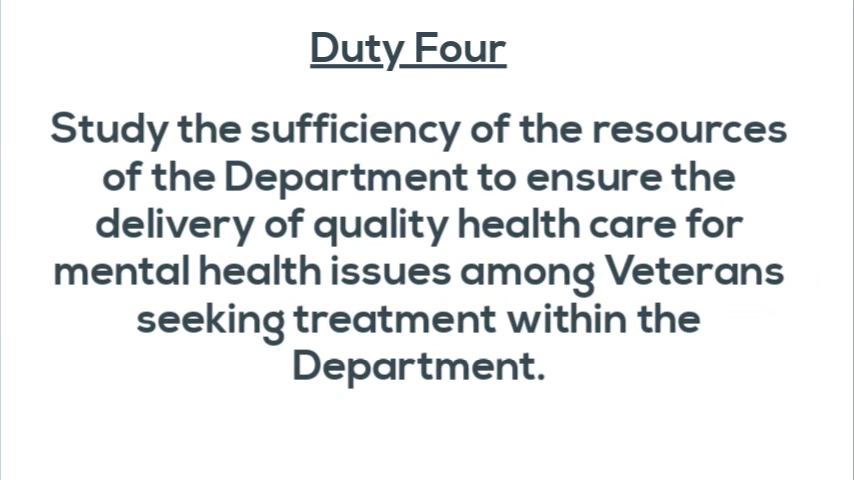 Duty Four
Study the sufficiency of the resources
of the Department to ensure the
delivery of quality health care for
mental health issues among Veterans
seeking treatment within the
Department.